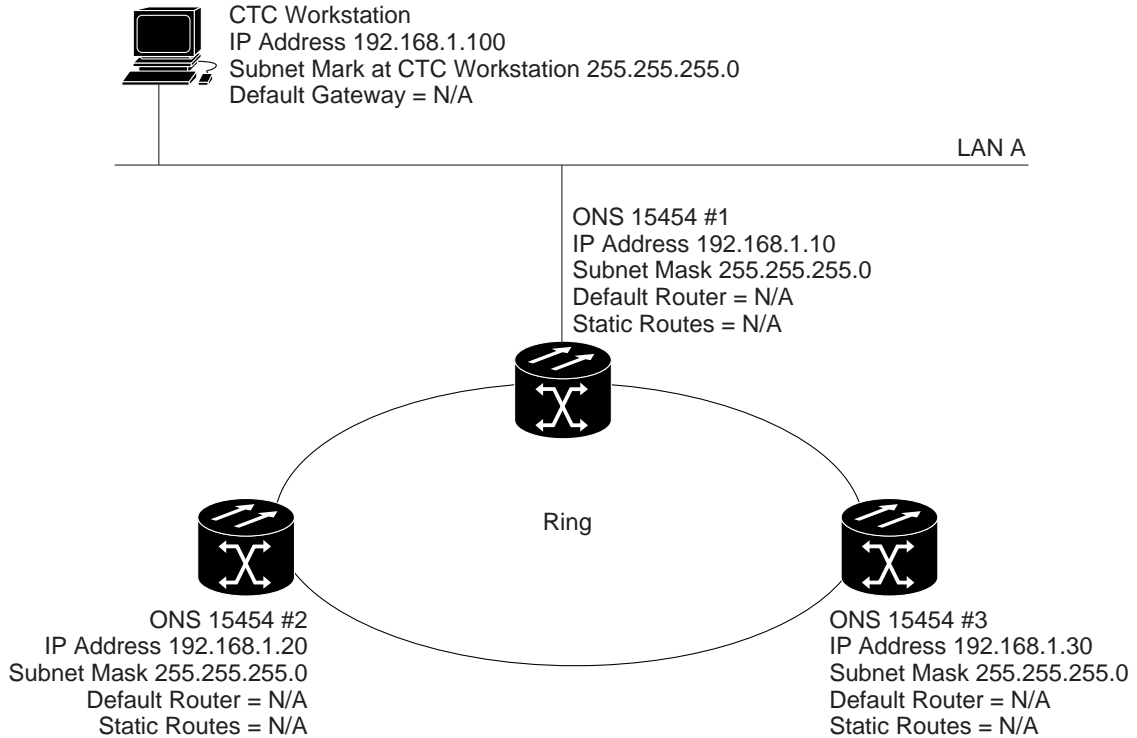 CTC Workstation
IP Address 192.168.1.100
Subnet Mark at CTC Workstation 255.255.255.0
Default Gateway = N/A
LAN A
ONS 15454 #1
IP Address 192.168.1.10
Subnet Mask 255.255.255.0
Default Router = N/A
Static Routes = N/A
Ring
ONS 15454 #2
IP Address 192.168.1.20
Subnet Mask 255.255.255.0
Default Router = N/A
Static Routes = N/A
ONS 15454 #3
IP Address 192.168.1.30
Subnet Mask 255.255.255.0
Default Router = N/A
Static Routes = N/A